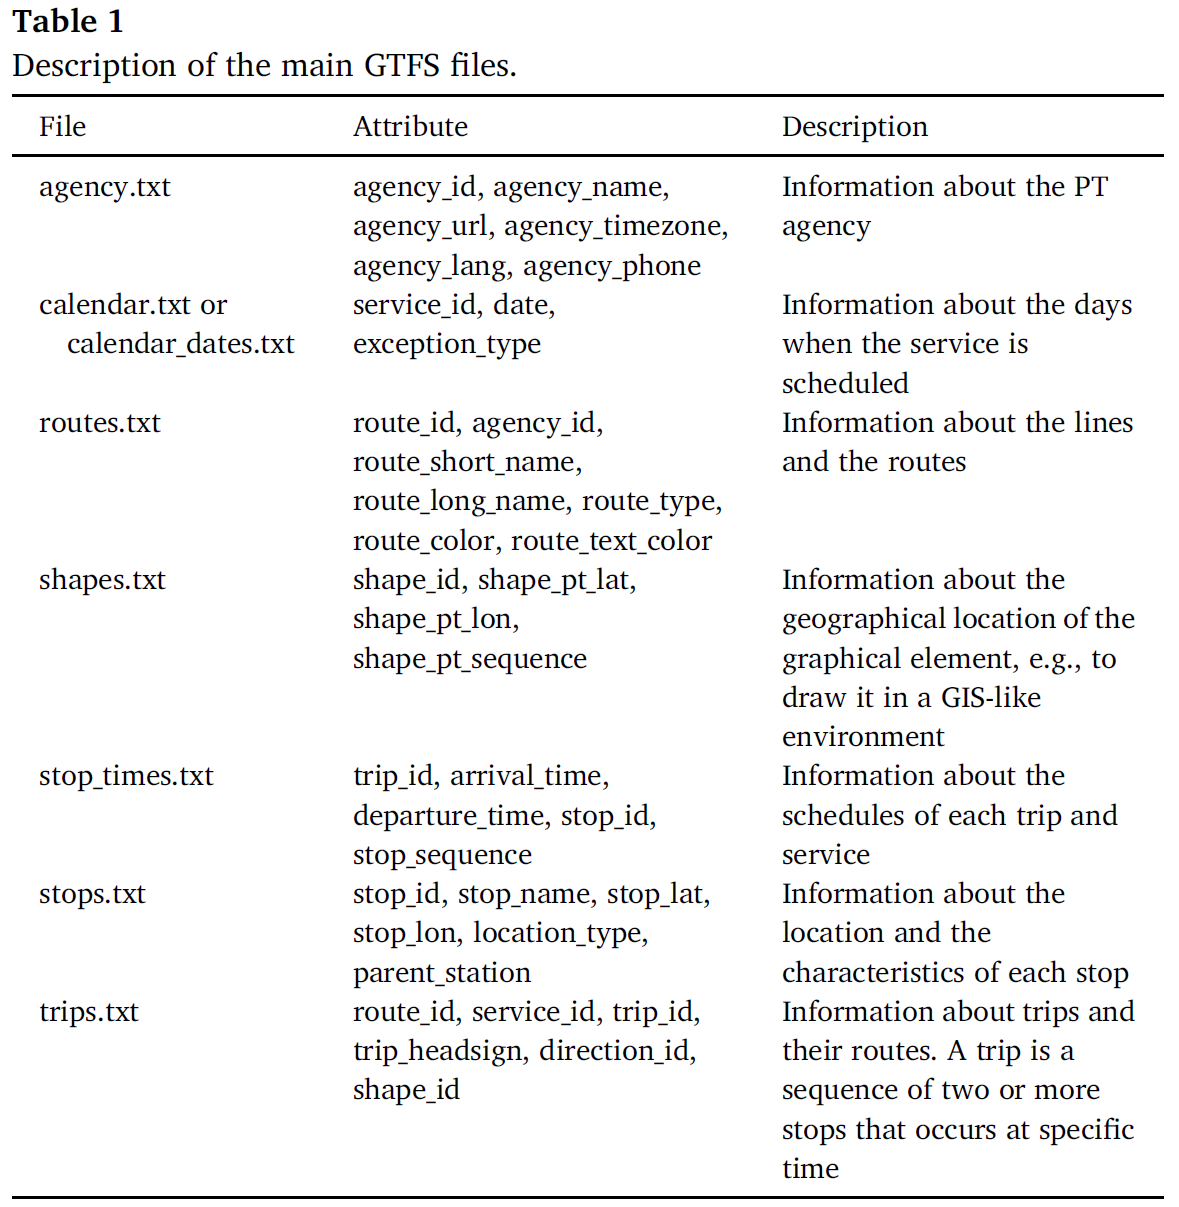 Table 1
Description of the main GTFS files.
File Attribute Description
agency.txt agency_id, agency_name, Information about the PT
agency_url, agency_timezone, agency
agency_lang, agency_phone
calendar.txt or service_id, date, Information about the days
calendar_dates.txt exception_type when the service is
scheduled
routes.txt route_id, agency_id, Information about the lines
route_short_name, and the routes
route_long_name, route_type,
route_color, route_text_color
shapes.txt shape_id, shape_pt_lat, Information about the
shape_pt_lon, geographical location of the
shape_pt_sequence graphical element, e.g., to
draw it in a GIS-like
environment
stop_times.txt trip_id, arrival_time, Information about the
departure_time, stop_id, schedules of each trip and
stop_sequence service
stops.txt stop_id, stop_name, stop_lat, Information about the
stop_lon, location_type, location and the
parent_station characteristics of each stop
trips.txt route_id, service_id, trip_id, Information about trips and
trip_headsign, direction_id, their routes. A trip is a
shape_id sequence of two or more
stops that occurs at specific
time